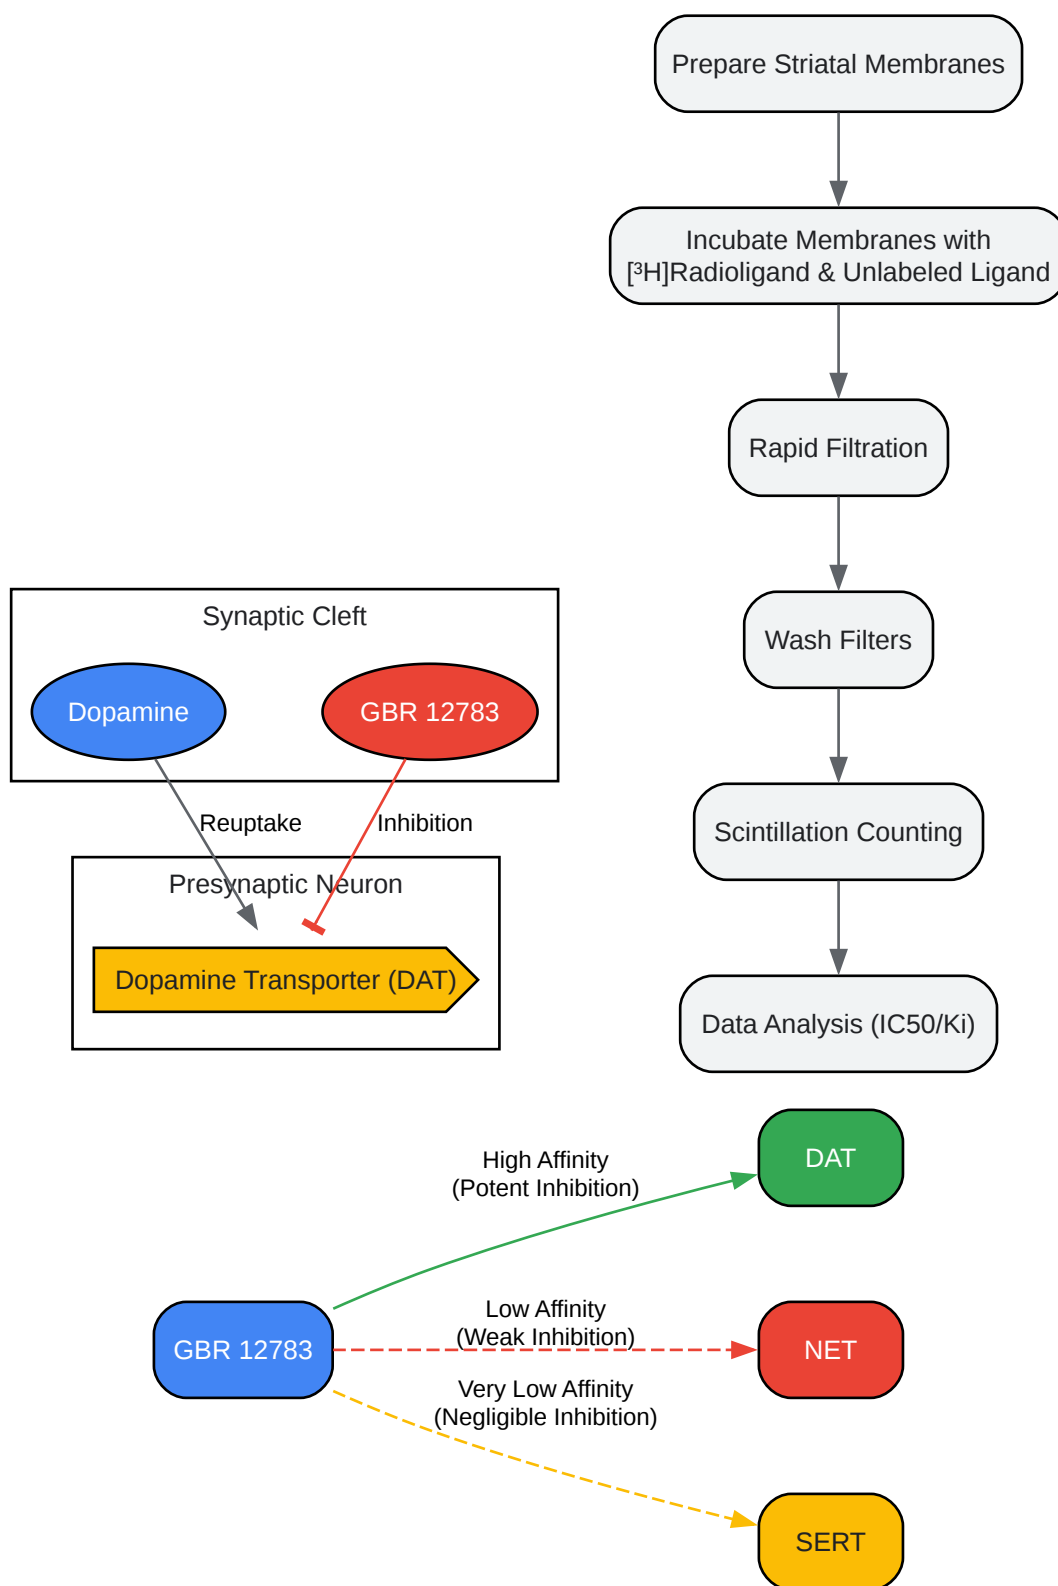 Prepare Striatal Membranes
Incubate Membranes with
[³H]Radioligand & Unlabeled Ligand
Rapid Filtration
Wash Filters
Scintillation Counting
Data Analysis (IC50/Ki)
Synaptic Cleft
Dopamine
GBR 12783
Reuptake
Inhibition
Presynaptic Neuron
Dopamine Transporter (DAT)
GBR 12783
High Affinity
(Potent Inhibition)
DAT
Low Affinity
(Weak Inhibition)
NET
Very Low Affinity
(Negligible Inhibition)
SERT